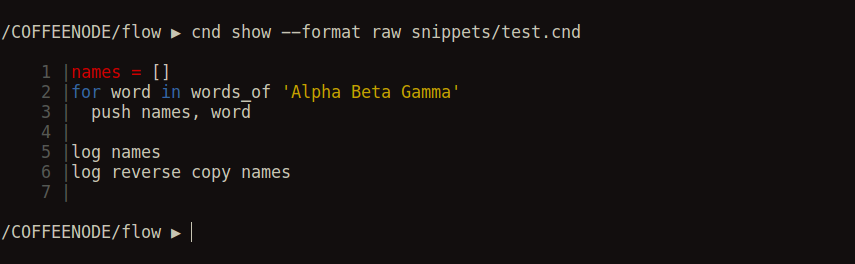 /COFFEENODE/flow ▶ cnd show --format raw snippets/test.cnd
1 |names = []
2 |for word in words_of 'Alpha Beta Gamma'
3 |  push names, word
4 |
5 |log names
6 |log reverse copy names
7 |
/COFFEENODE/flow ▶